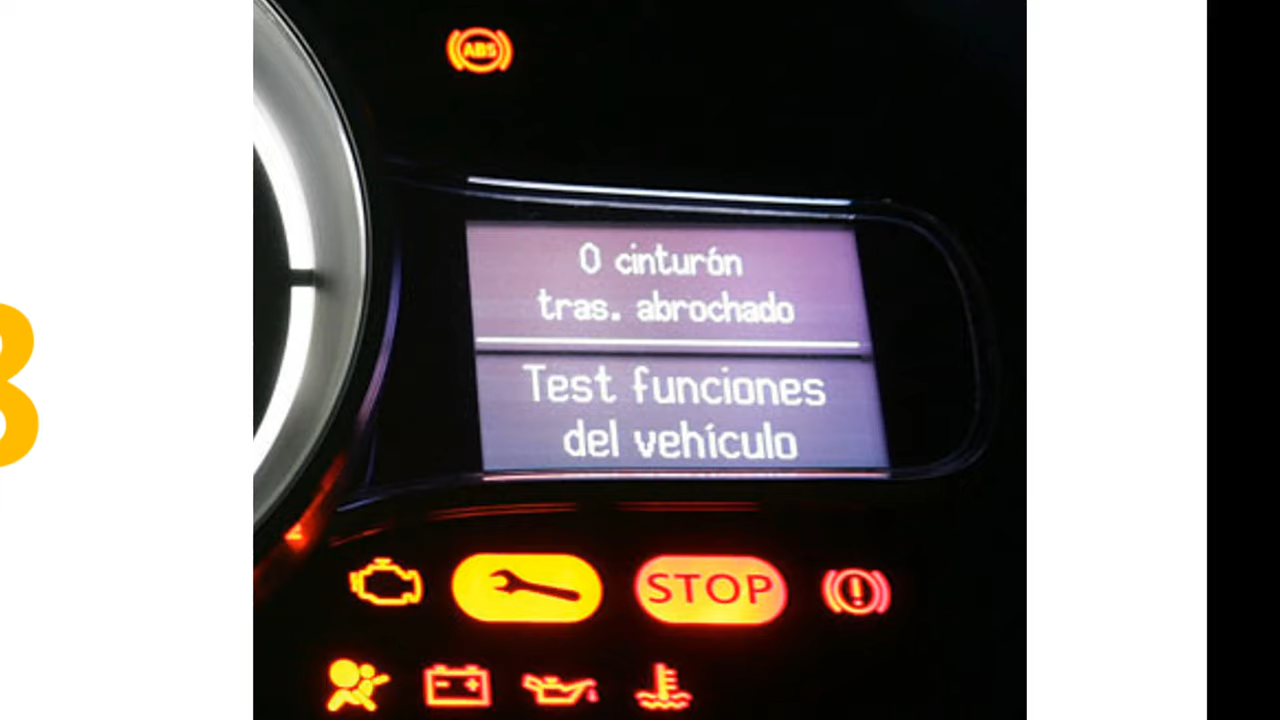 ABS
0 cinturón
tras. abrochado
Test funciones
del vehículo
STOP